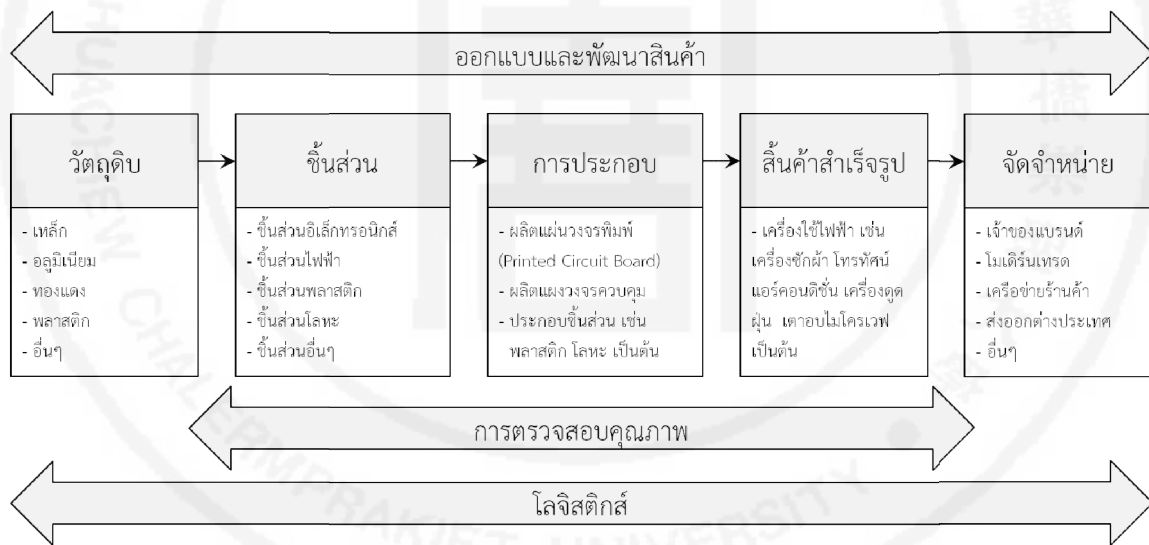 ออกแบบและพัฒนาสินค้า
วัตถุดิบ
- เหล็ก
- อลูมิเนียม
- ทองแดง
- พลาสติก
- อื่นๆ
ชิ้นส่วน
- ชิ้นส่วนอิเล็กทรอนิกส์
- ชิ้นส่วนไฟฟ้า
- ชิ้นส่วนพลาสติก
- ชิ้นส่วนโลหะ
- ชิ้นส่วนอื่นๆ
การประกอบ
- ผลิตแผ่นวงจรพิมพ์
(Printed Circuit Board)
- ผลิตแผงวงจรควบคุม
- ประกอบชิ้นส่วน เช่น
พลาสติก โลหะ เป็นต้น
สิ้นค้าสำเร็จรูป
- เครื่องใช้ไฟฟ้า เช่น
เครื่องซักผ้า โทรทัศน์
แอร์คอนดิชั่น เครื่องดูด
ฝุ่น เตาอบไมโครเวฟ
เป็นต้น
จัดจำหน่าย
- เจ้าของแบรนด์
- โมเดิร์นเทรด
- เครือข่ายร้านค้า
- ส่งออกต่างประเทศ
- อื่นๆ
การตรวจสอบคุณภาพ
โลจิสติกส์
HUACHIEW CHALERMPRAKIET UNIVERSITY